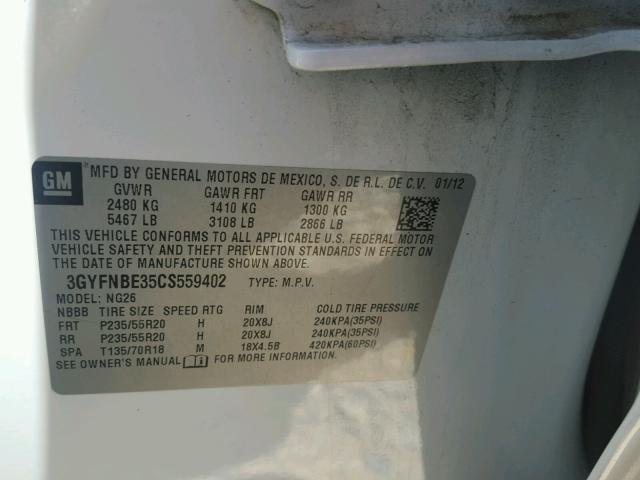 GM ® MFD BY GENERAL MOTORS DE MEXICO, S. DE R.L. DE C.V. 01/12
GVWR GAWR FRT GAWR RR
2480 KG 1410 KG 1300 KG
5467 LB 3108 LB 2866 LB
THIS VEHICLE CONFORMS TO ALL APPLICABLE U.S. FEDERAL MOTOR
VEHICLE SAFETY AND THEFT PREVENTION STANDARDS IN EFFECT ON
THE DATE OF MANUFACTURE SHOWN ABOVE.
3GYFNBE35CS559402 TYPE: M.P.V.
MODEL: NG26
NBBB TIRE SIZE SPEED RTG RIM COLD TIRE PRESSURE
FRT P235/55R20 H 20X8J 240KPA(35PSI)
RR P235/55R20 H 20X8J 240KPA(35PSI)
SPA T135/70R18 M 18X4.5B 420KPA(60PSI)
SEE OWNER'S MANUAL FOR MORE INFORMATION.